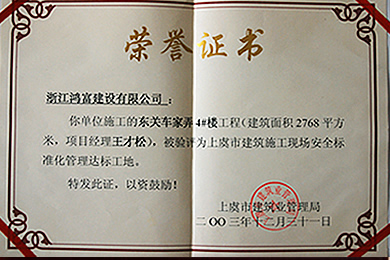 荣誉证书
浙江鸿富建设有限公司：
你单位施工的东关车家弄4#楼工程（建筑面积2768平方
米，项目经理王才松），被验评为上虞市建筑施工现场安全标
准化管理达标工地。
特发此证，以资鼓励！
上虞市建筑业管理局
二〇〇三年十二月三十一日